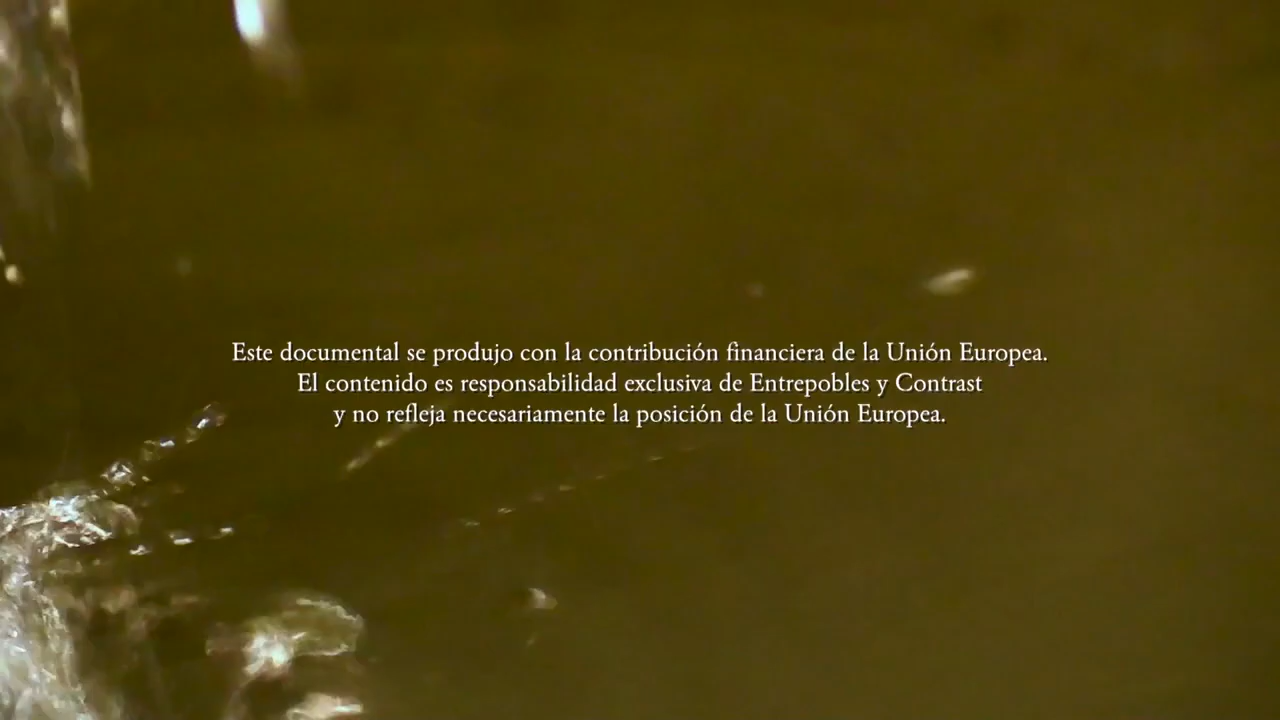 Este documental se produjo con la contribución financiera de la Unión Europea.
El contenido es responsabilidad exclusiva de Entrepobles y Contrast
y no refleja necesariamente la posición de la Unión Europea.